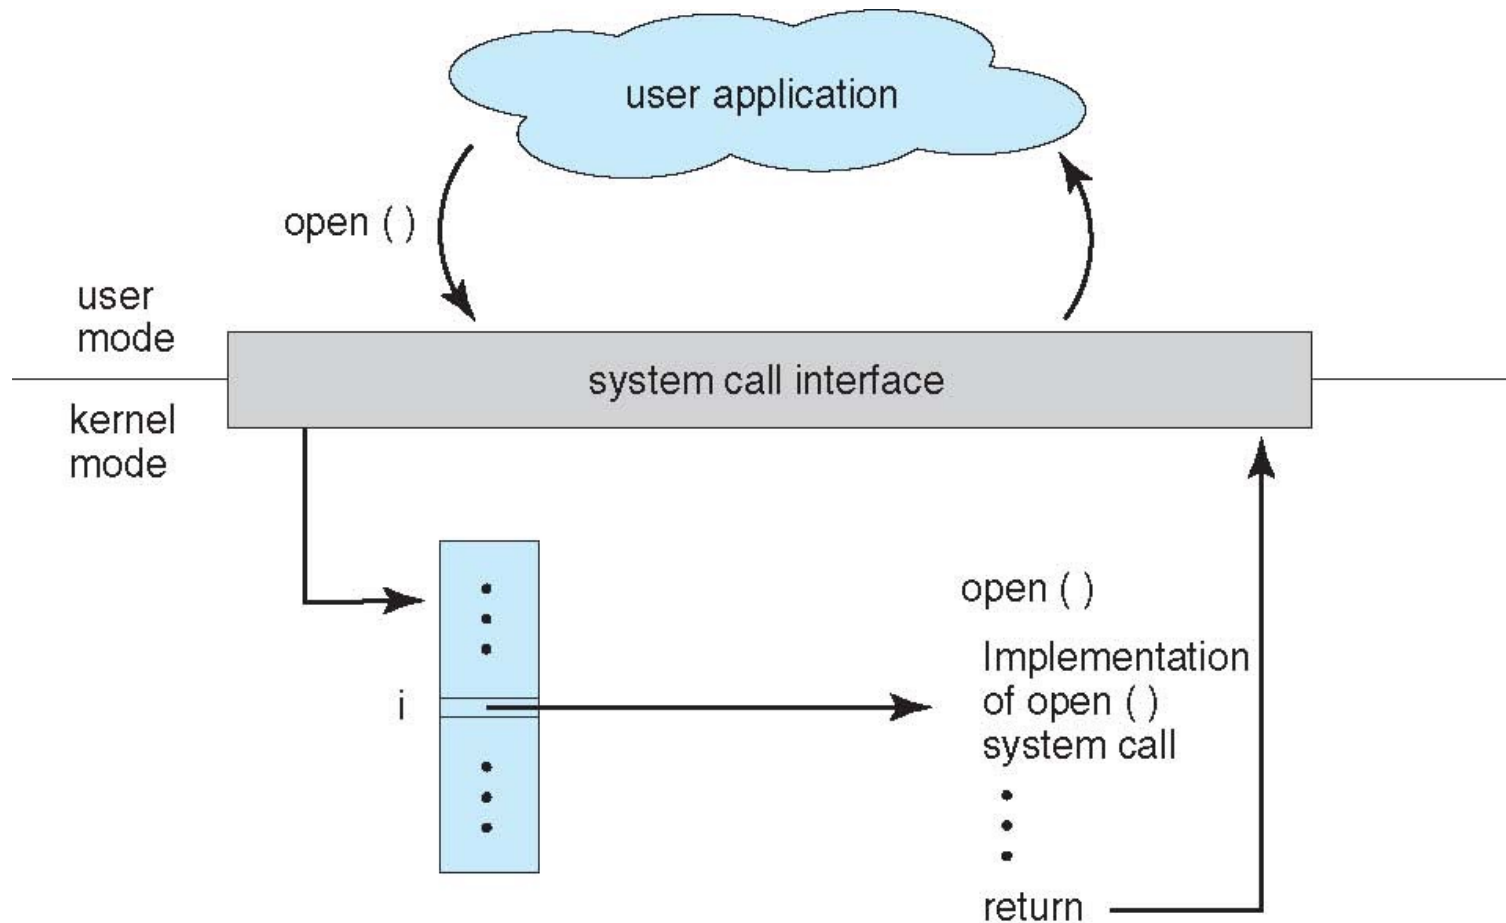 user application
open ( )
user
mode
system call interface
kernel
mode
open ( )
Implementation
of open ( )
system call
i
return